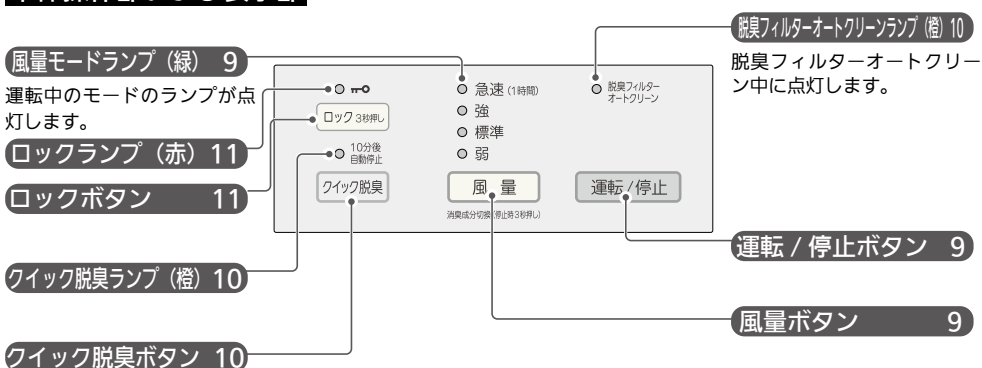 風量モードランプ（緑） 9
運転中のモードのランプが点
灯します。
ロックランプ（赤） 11
ロックボタン 11
クイック脱臭ランプ（橙） 10
クイック脱臭ボタン 10
ロック 3秒押し
10分後
自動停止
クイック脱臭
急速 (1時間)
強
標準
弱
風 量
消臭成分切換(停止時3秒押し)
脱臭フィルター
オートクリーン
運転/停止
脱臭フィルターオートクリーンランプ（橙） 10
脱臭フィルターオートクリー
ン中に点灯します。
運転 / 停止ボタン 9
風量ボタン 9